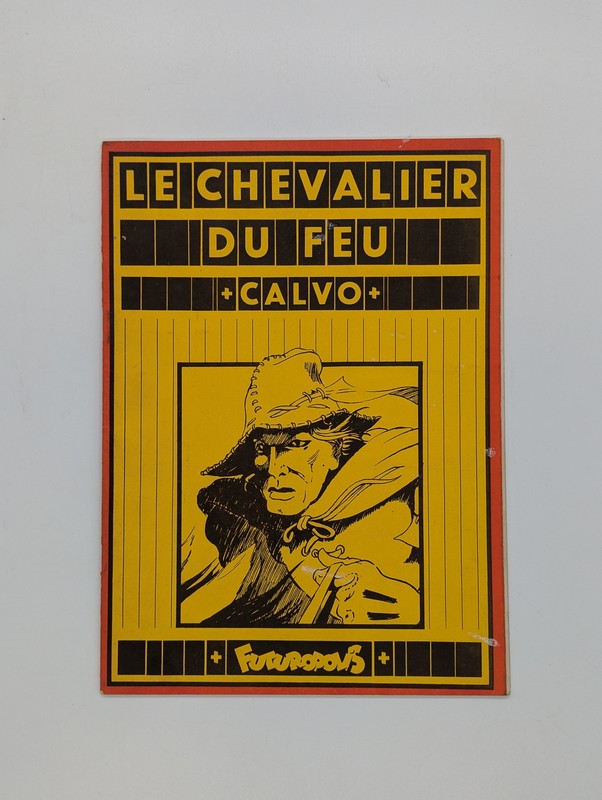 LE CHEVALIER
DU FEU
+CALVO+
+ FUTUROPOLIS +